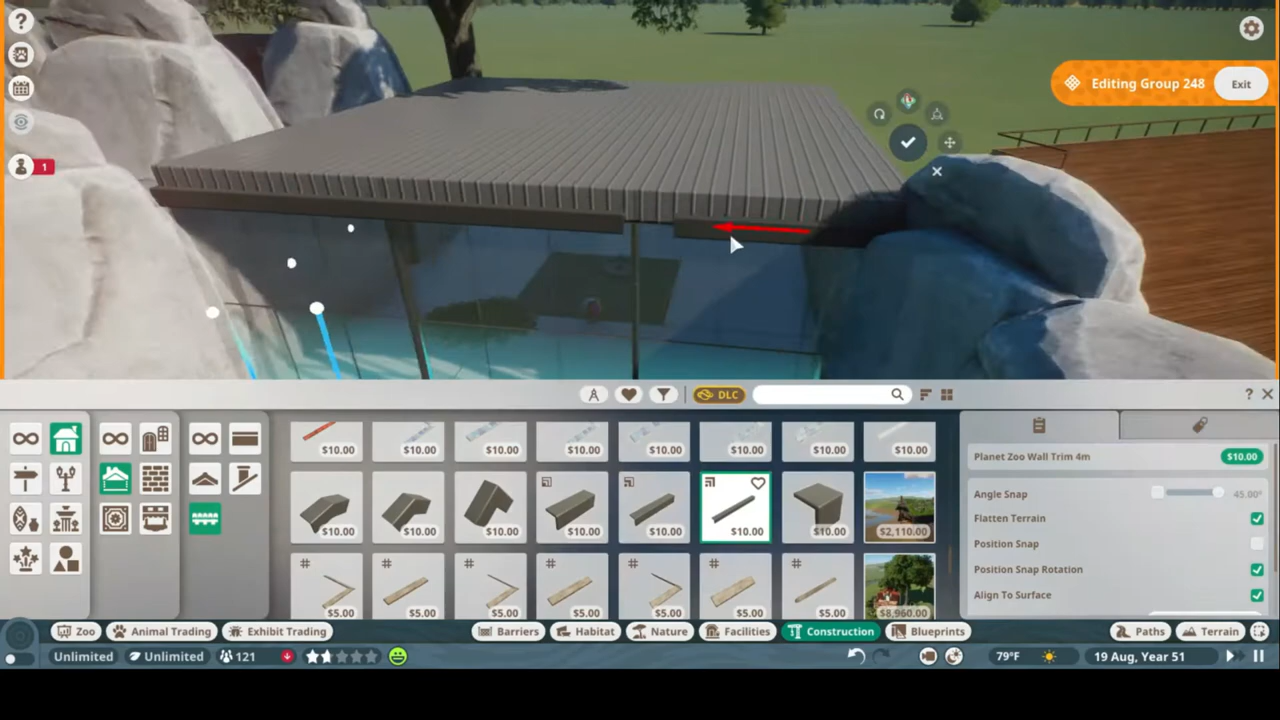 ?
Editing Group 248 Exit
1
DLC
? ×
$10.00 $10.00 $10.00 $10.00 $10.00 $10.00 $10.00 $10.00
Planet Zoo Wall Trim 4m $10.00
Angle Snap 45.00°
$10.00 $10.00 $10.00 $10.00 $10.00 $10.00 $10.00 $2,110.00
Flatten Terrain
Position Snap
Position Snap Rotation
Align To Surface
$5.00 $5.00 $5.00 $5.00 $5.00 $5.00 $5.00 $8,960.00
Zoo Animal Trading Exhibit Trading Barriers Habitat Nature Facilities Construction Blueprints Paths Terrain
Unlimited Unlimited 121 79°F 19 Aug, Year 51